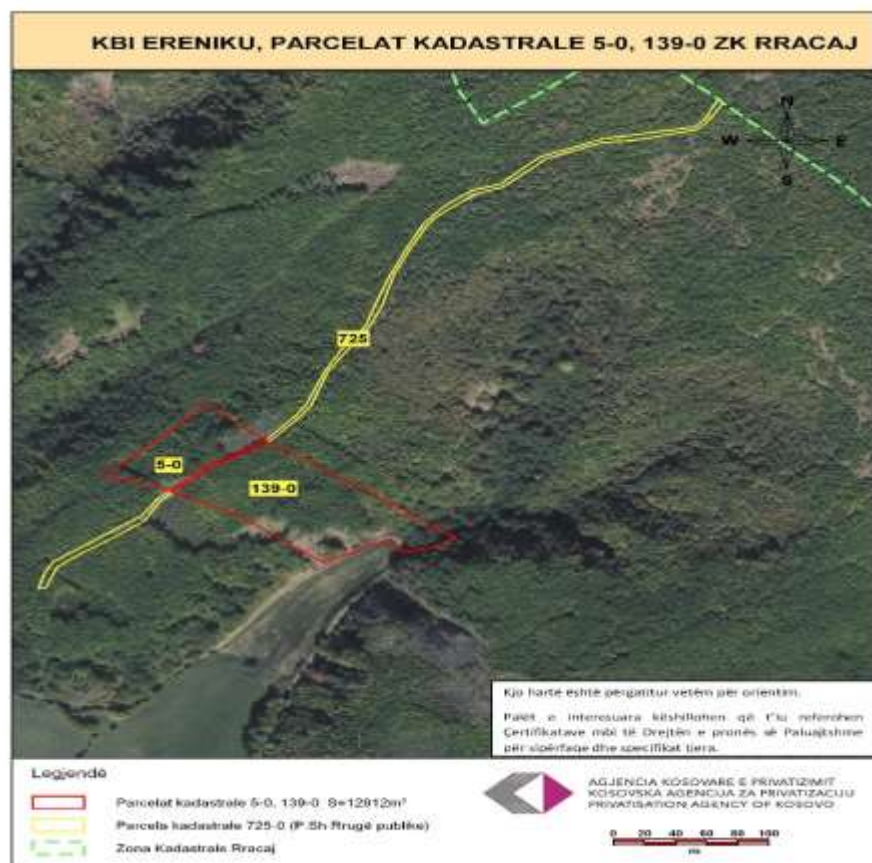 KBI ERENIKU, PARCELAT KADASTRALE 5-0, 139-0 ZK RRACAJ
N
W E
S
725
5-0
139-0
Kjo hartë është përgatitur vetëm për orientim.
Palët e interesuara këshillohen që t'iu referohen
Çertifikatave mbi të Drejtën e pronës së Paluajtshme
për sipërfaqe dhe specifikat tjera.
Legjendë
Parcelat kadastrale 5-0, 139-0 S=12812m²
Parcela kadastrale 725-0 (P.Sh Rrugë publike)
Zona Kadastrale Rracaj
AGJENCIA KOSOVARE E PRIVATIZIMIT
KOSOVSKA AGENCIJA ZA PRIVATIZACIJU
PRIVATISATION AGENCY OF KOSOVO
0 20 40 60 80 100
m